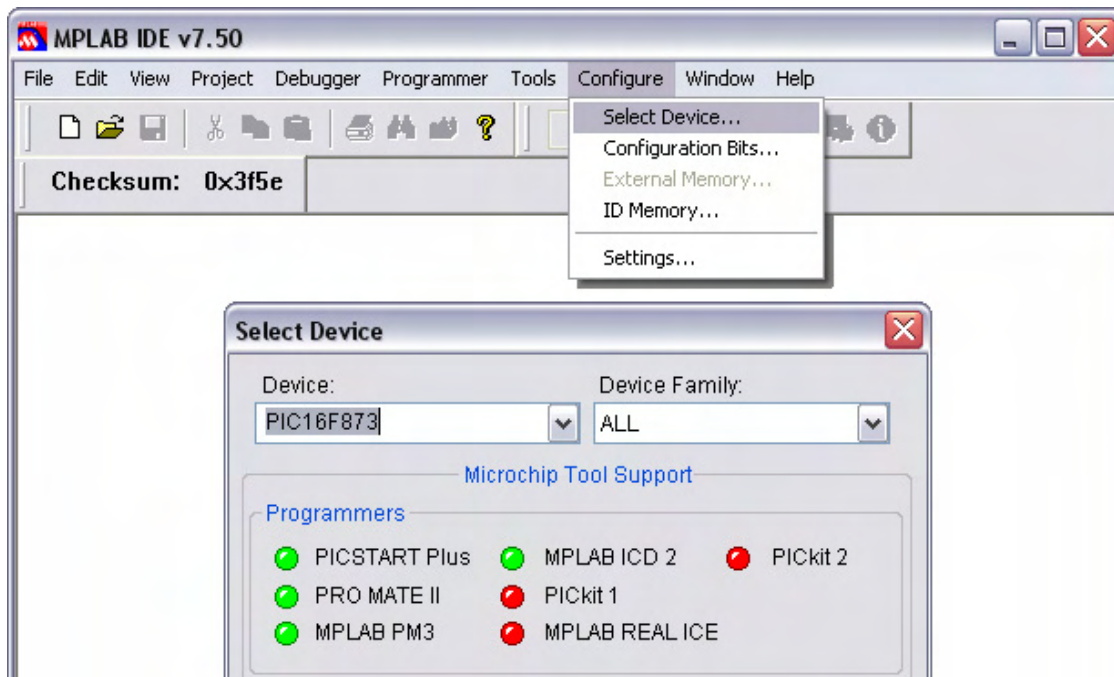 MPLAB IDE v7.50
File Edit View Project Debugger Programmer Tools Configure Window Help
Checksum: 0x3f5e
Select Device...
Configuration Bits...
External Memory...
ID Memory...
Settings...
Select Device
Device: Device Family:
PIC16F873 ALL
Microchip Tool Support
Programmers
PICSTART Plus MPLAB ICD 2 PICkit 2
PRO MATE II PICkit 1
MPLAB PM3 MPLAB REAL ICE